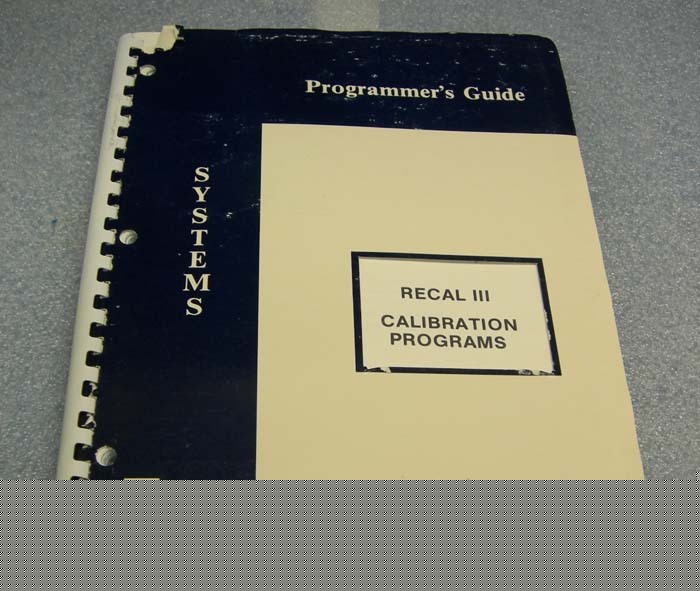 Programmer's Guide
SYSTEMS
RECAL III
CALIBRATION
PROGRAMS